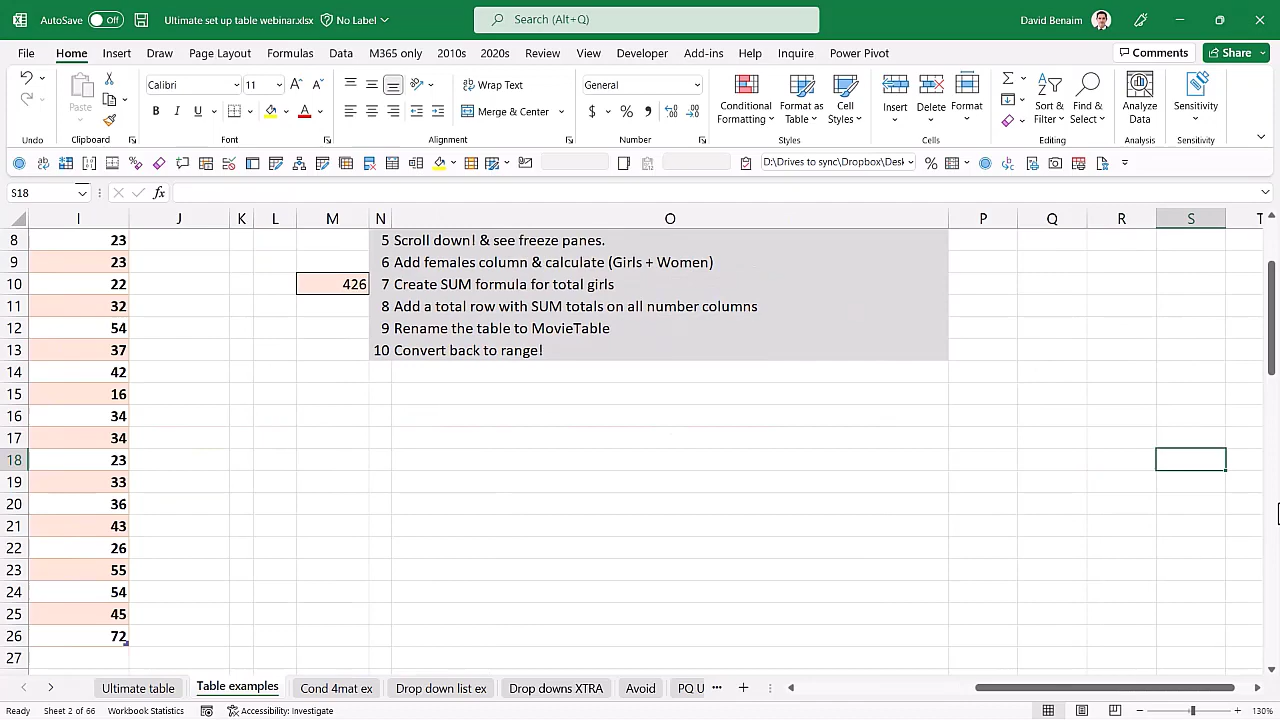 AutoSave Off Ultimate set up table webinar.xlsx No Label Search (Alt+Q) David Benaim
File Home Insert Draw Page Layout Formulas Data M365 only 2010s 2020s Review View Developer Add-ins Help Inquire Power Pivot Comments Share
Undo
Paste
Clipboard
Calibri 11
B I U
Font
Wrap Text
Merge & Center
Alignment
General
$ % ,
Number
Conditional Formatting
Format as Table
Cell Styles
Styles
Insert Delete Format
Cells
Sort & Filter
Find & Select
Editing
Analyze Data
Analysis
Sensitivity
Sensitivity
D:\Drives to sync\Dropbox\Desk
S18 fx
I J K L M N O P Q R S T
8 23 5 Scroll down! & see freeze panes.
9 23 6 Add females column & calculate (Girls + Women)
10 22 426 7 Create SUM formula for total girls
11 32 8 Add a total row with SUM totals on all number columns
12 54 9 Rename the table to MovieTable
13 37 10 Convert back to range!
14 42
15 16
16 34
17 34
18 23
19 33
20 36
21 43
22 26
23 55
24 54
25 45
26 72
27
Ultimate table Table examples Cond 4mat ex Drop down list ex Drop downs XTRA Avoid PQ U
Ready Sheet 2 of 66 Workbook Statistics Accessibility: Investigate 130%